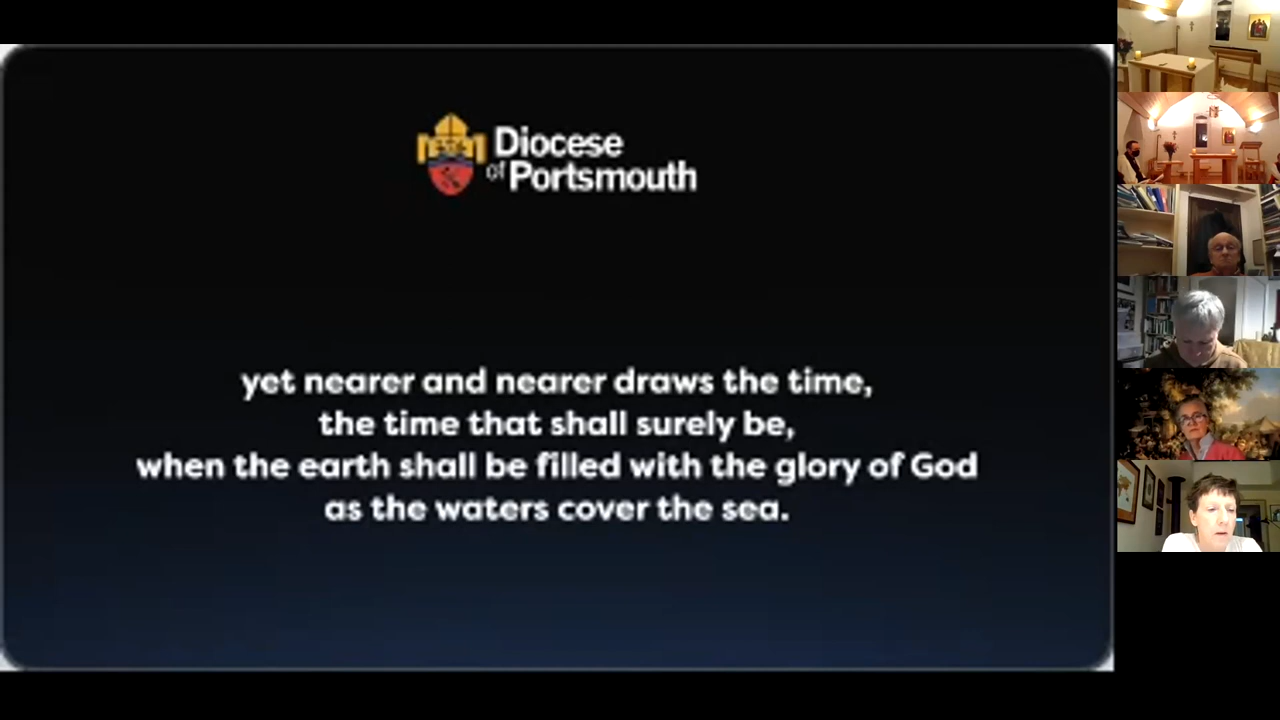 Diocese
of Portsmouth
yet nearer and nearer draws the time,
the time that shall surely be,
when the earth shall be filled with the glory of God
as the waters cover the sea.